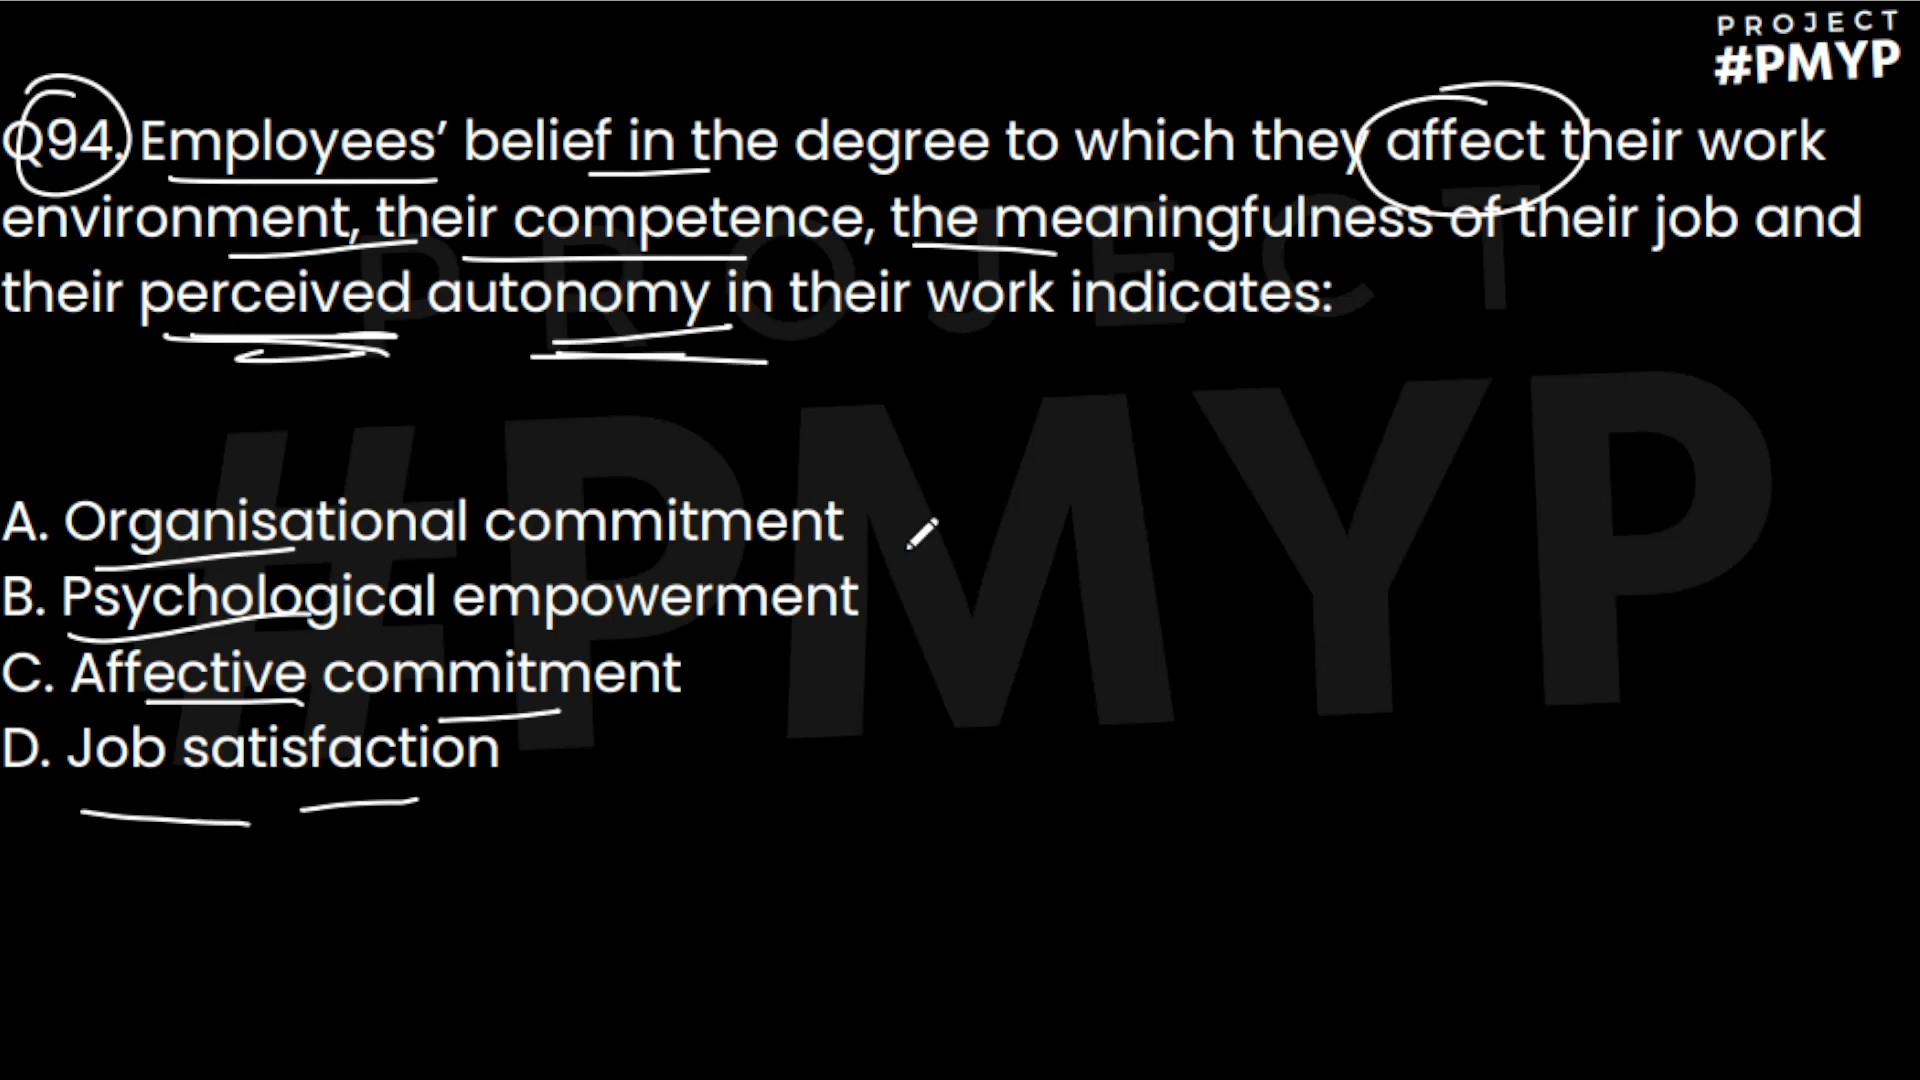 PROJECT
#PMYP
Q94. Employees’ belief in the degree to which they affect their work
environment, their competence, the meaningfulness of their job and
their perceived autonomy in their work indicates:
PROJECT
#PMYP
A. Organisational commitment
B. Psychological empowerment
C. Affective commitment
D. Job satisfaction